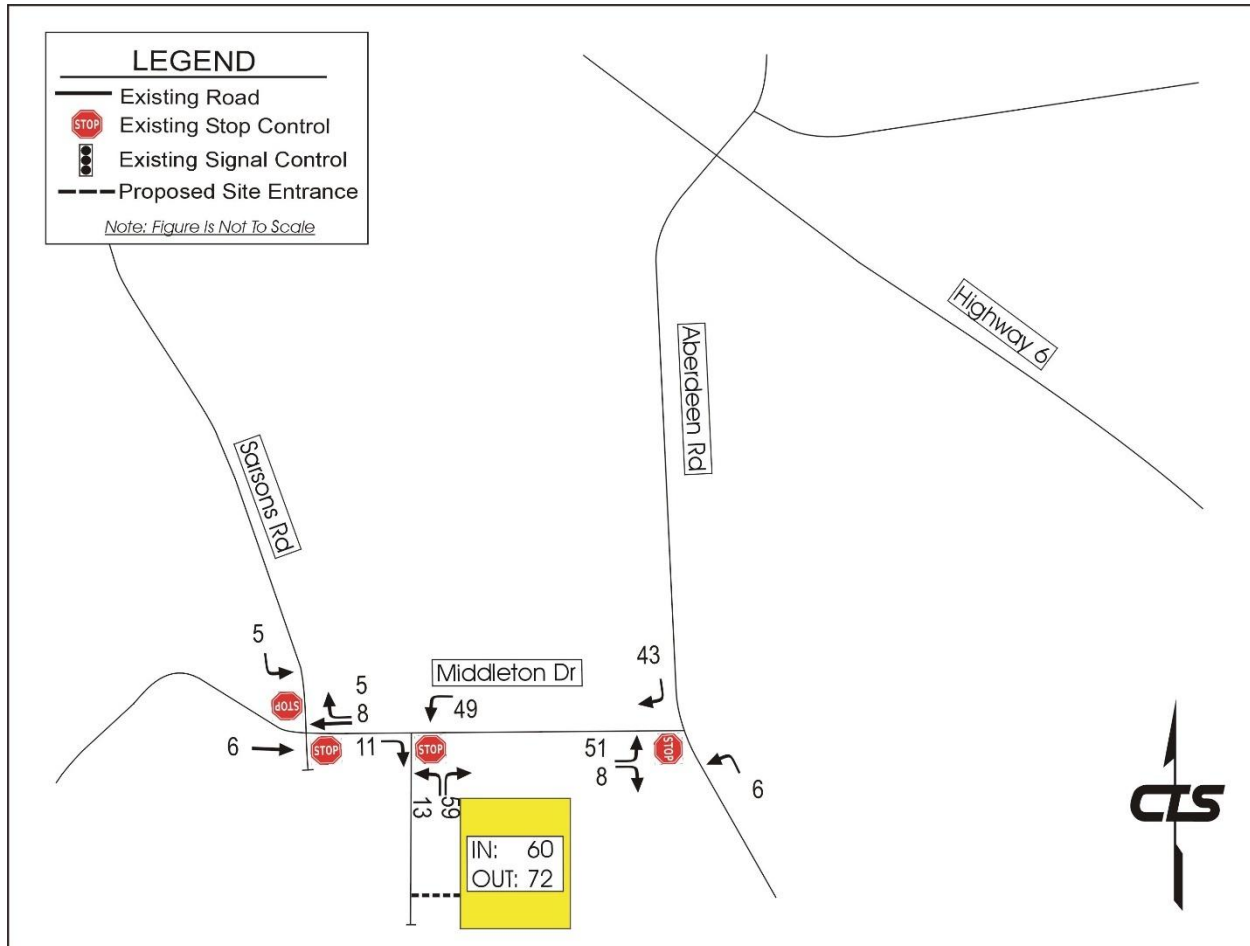 LEGEND
Existing Road
STOP Existing Stop Control
Existing Signal Control
Proposed Site Entrance
Note: Figure Is Not To Scale
Highway 6
Aberdeen Rd
Sarsons Rd
5
43
Middleton Dr
5
49
8
STOP
6
STOP
11
STOP
51
STOP
8
6
13
59
IN: 60
OUT: 72
CTS